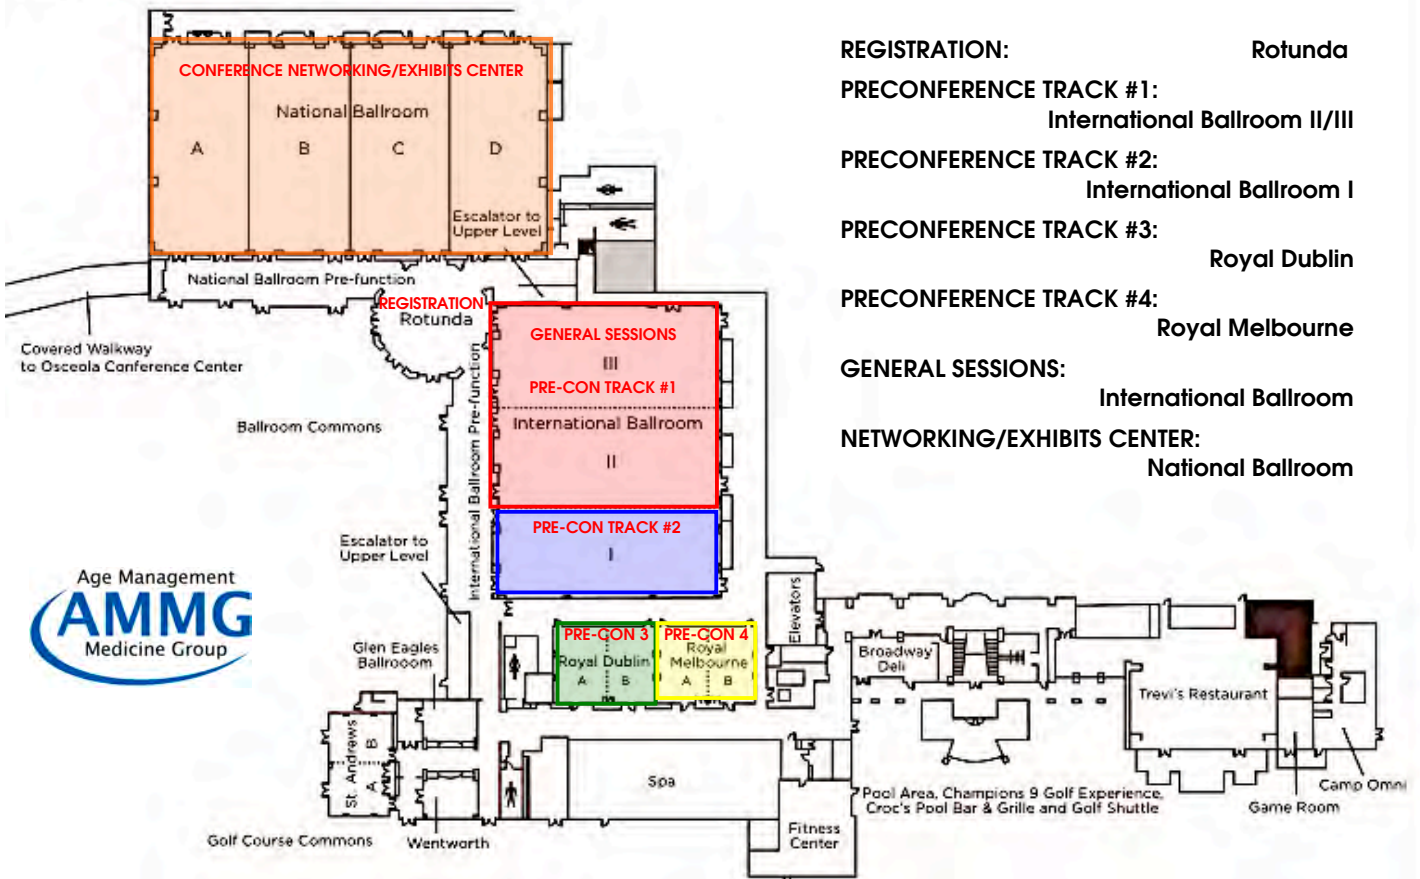 CONFERENCE NETWORKING/EXHIBITS CENTER
National Ballroom
A
B
C
D
Escalator to
Upper Level
National Ballroom Pre-function
REGISTRATION
Rotunda
Covered Walkway
to Osceola Conference Center
Ballroom Commons
International Ballroom Pre-function
GENERAL SESSIONS
III
PRE-CON TRACK #1
International Ballroom
II
PRE-CON TRACK #2
I
Escalator to
Upper Level
REGISTRATION: Rotunda
PRECONFERENCE TRACK #1:
International Ballroom II/III
PRECONFERENCE TRACK #2:
International Ballroom I
PRECONFERENCE TRACK #3:
Royal Dublin
PRECONFERENCE TRACK #4:
Royal Melbourne
GENERAL SESSIONS:
International Ballroom
NETWORKING/EXHIBITS CENTER:
National Ballroom
Age Management
AMMG
Medicine Group
Glen Eagles
Ballrooom
PRE-CON 3
Royal Dublin
A
B
PRE-CON 4
Royal
Melbourne
A
B
Elevators
Broadway
Deli
Trevi's Restaurant
St. Andrews
A
B
Spa
Pool Area, Champions 9 Golf Experience,
Croc's Pool Bar & Grille and Golf Shuttle
Camp Omni
Game Room
Golf Course Commons
Wentworth
Fitness
Center